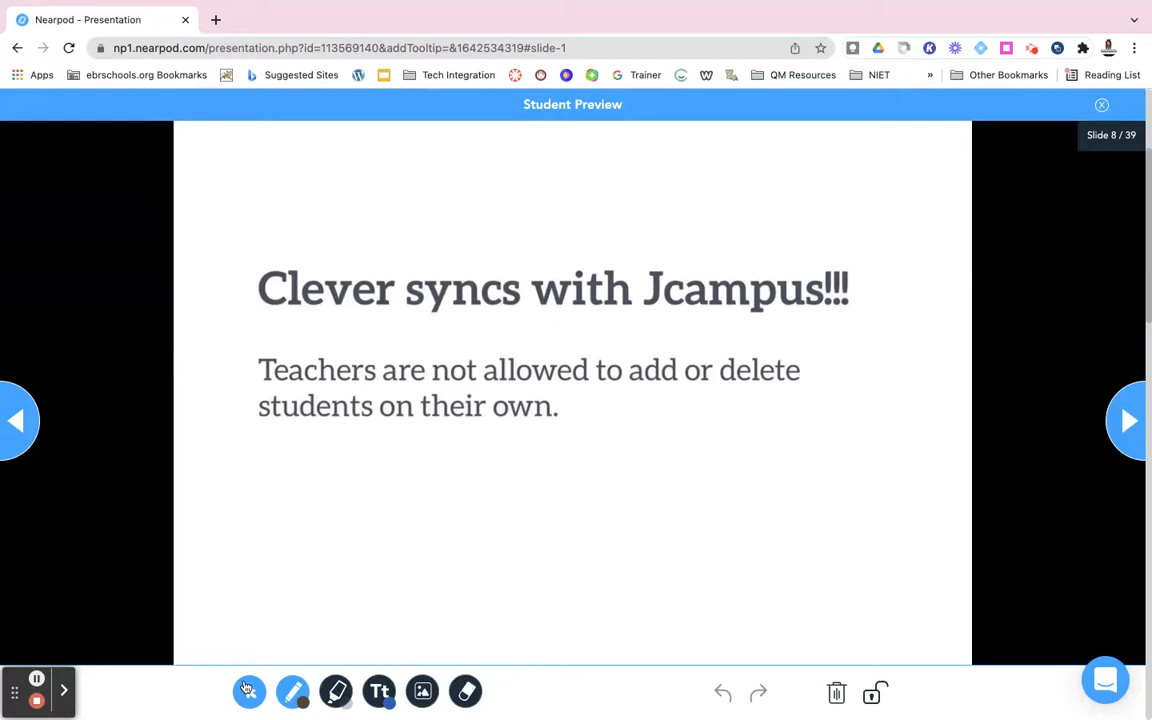 Nearpod - Presentation
np1.nearpod.com/presentation.php?id=113569140&addTooltip=&1642534319#slide-1
Apps ebrschools.org Bookmarks Suggested Sites Tech Integration Trainer QM Resources NIET » Other Bookmarks Reading List
Student Preview
Slide 8 / 39
Clever syncs with Jcampus!!!
Teachers are not allowed to add or delete
students on their own.
Tt